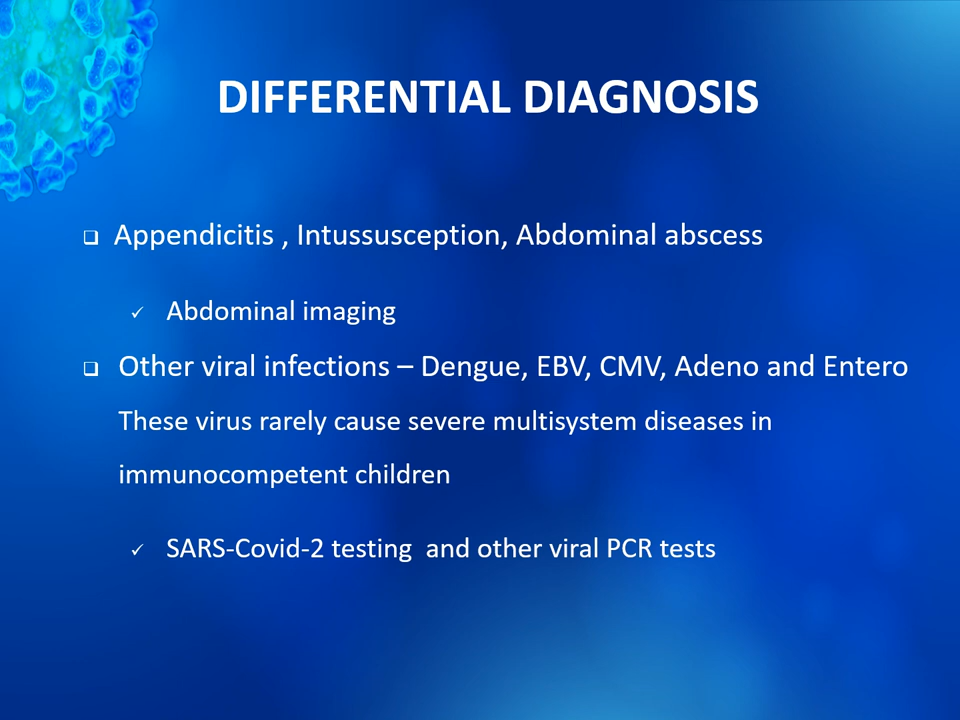 DIFFERENTIAL DIAGNOSIS
❑ Appendicitis , Intussusception, Abdominal abscess
✓ Abdominal imaging
❑ Other viral infections – Dengue, EBV, CMV, Adeno and Entero
These virus rarely cause severe multisystem diseases in
immunocompetent children
✓ SARS-Covid-2 testing  and other viral PCR tests